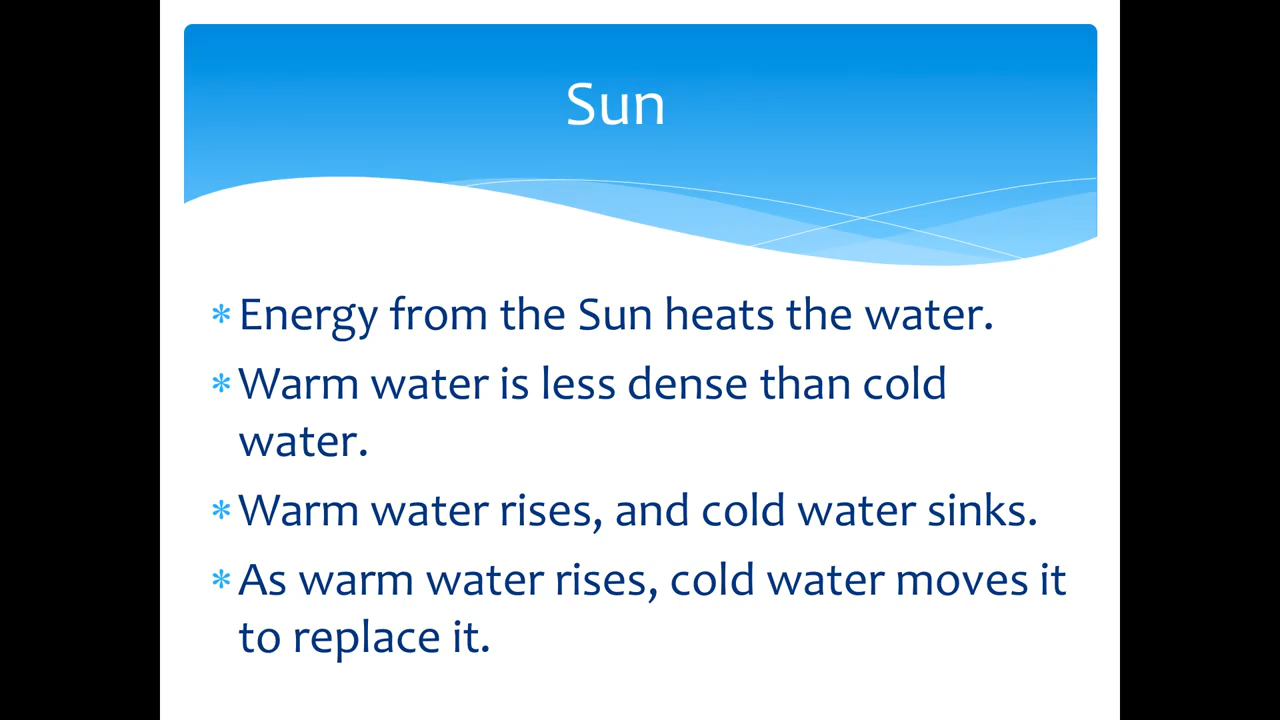 Sun
* Energy from the Sun heats the water.
* Warm water is less dense than cold
water.
* Warm water rises, and cold water sinks.
* As warm water rises, cold water moves it
to replace it.